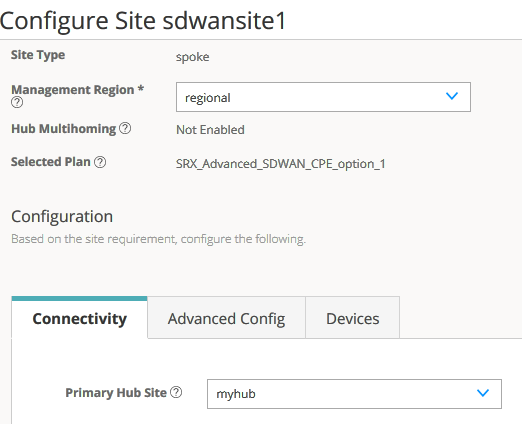 Configure Site sdwansite1
Site Type spoke
Management Region * regional
Hub Multihoming Not Enabled
Selected Plan SRX_Advanced_SDWAN_CPE_option_1
Configuration
Based on the site requirement, configure the following.
Connectivity Advanced Config Devices
Primary Hub Site myhub